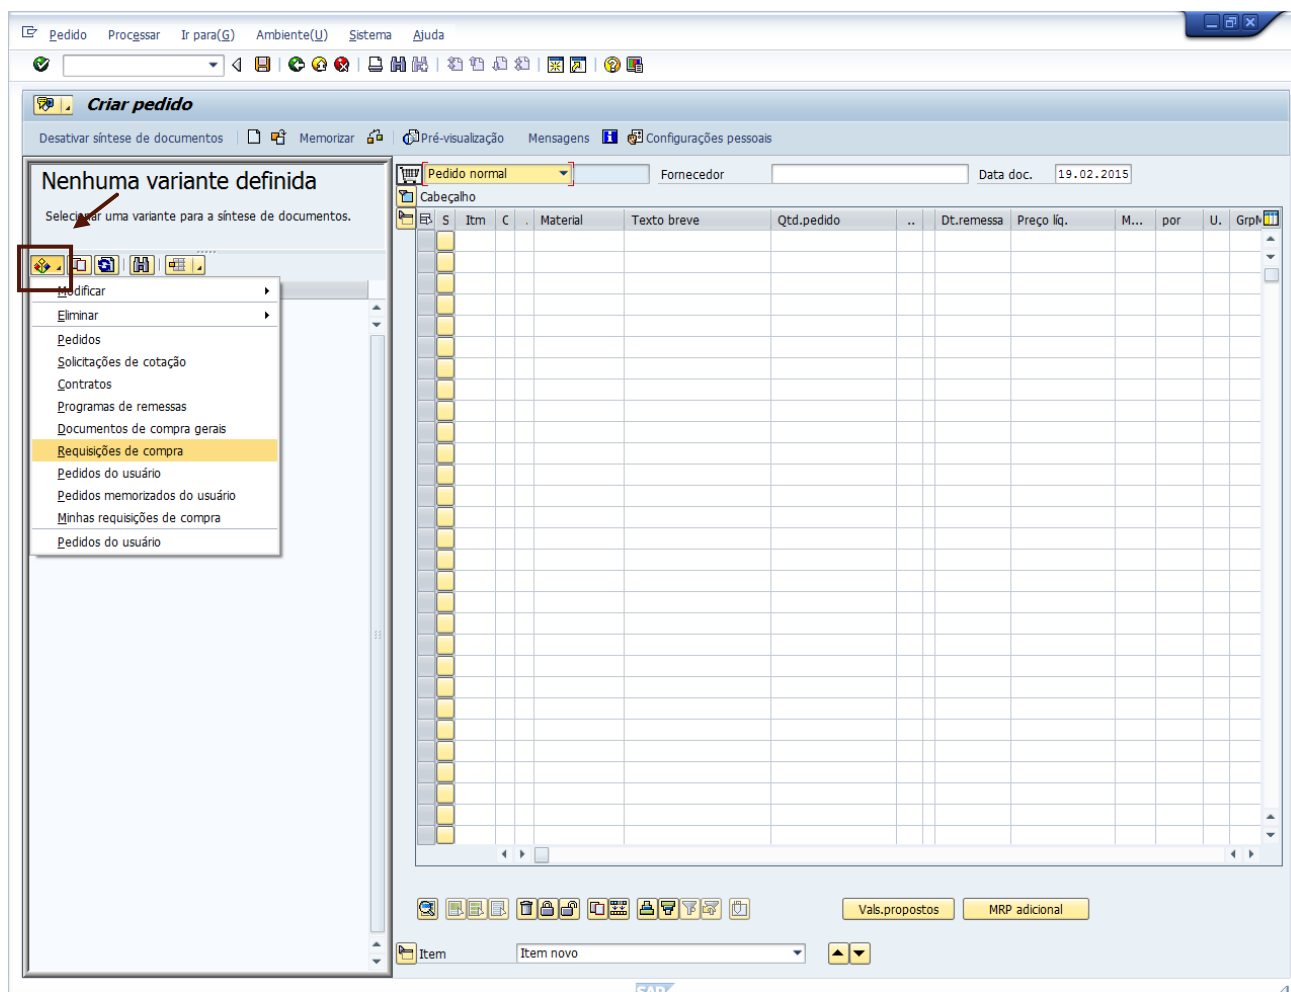 Pedido Processar Ir para(G) Ambiente(U) Sistema Ajuda
Criar pedido
Desativar síntese de documentos Memorizar Pré-visualização Mensagens Configurações pessoais
Nenhuma variante definida
Selecionar uma variante para a síntese de documentos.
Pedido normal Fornecedor Data doc. 19.02.2015
Cabeçalho
S Itm C . Material Texto breve Qtd.pedido .. Dt.remessa Preço líq. M... por U. GrpM
Modificar
Eliminar
Pedidos
Solicitações de cotação
Contratos
Programas de remessas
Documentos de compra gerais
Requisições de compra
Pedidos do usuário
Pedidos memorizados do usuário
Minhas requisições de compra
Pedidos do usuário
Vals.propostos MRP adicional
Item Item novo
SAP